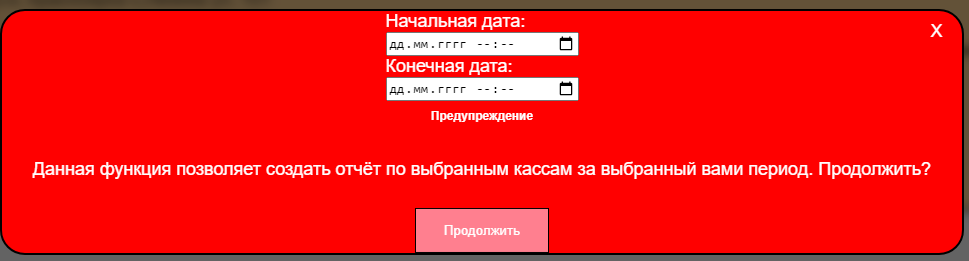 Начальная дата:
x
дд.мм.гггг --:--
Конечная дата:
дд.мм.гггг --:--
Предупреждение
Данная функция позволяет создать отчёт по выбранным кассам за выбранный вами период. Продолжить?
Продолжить